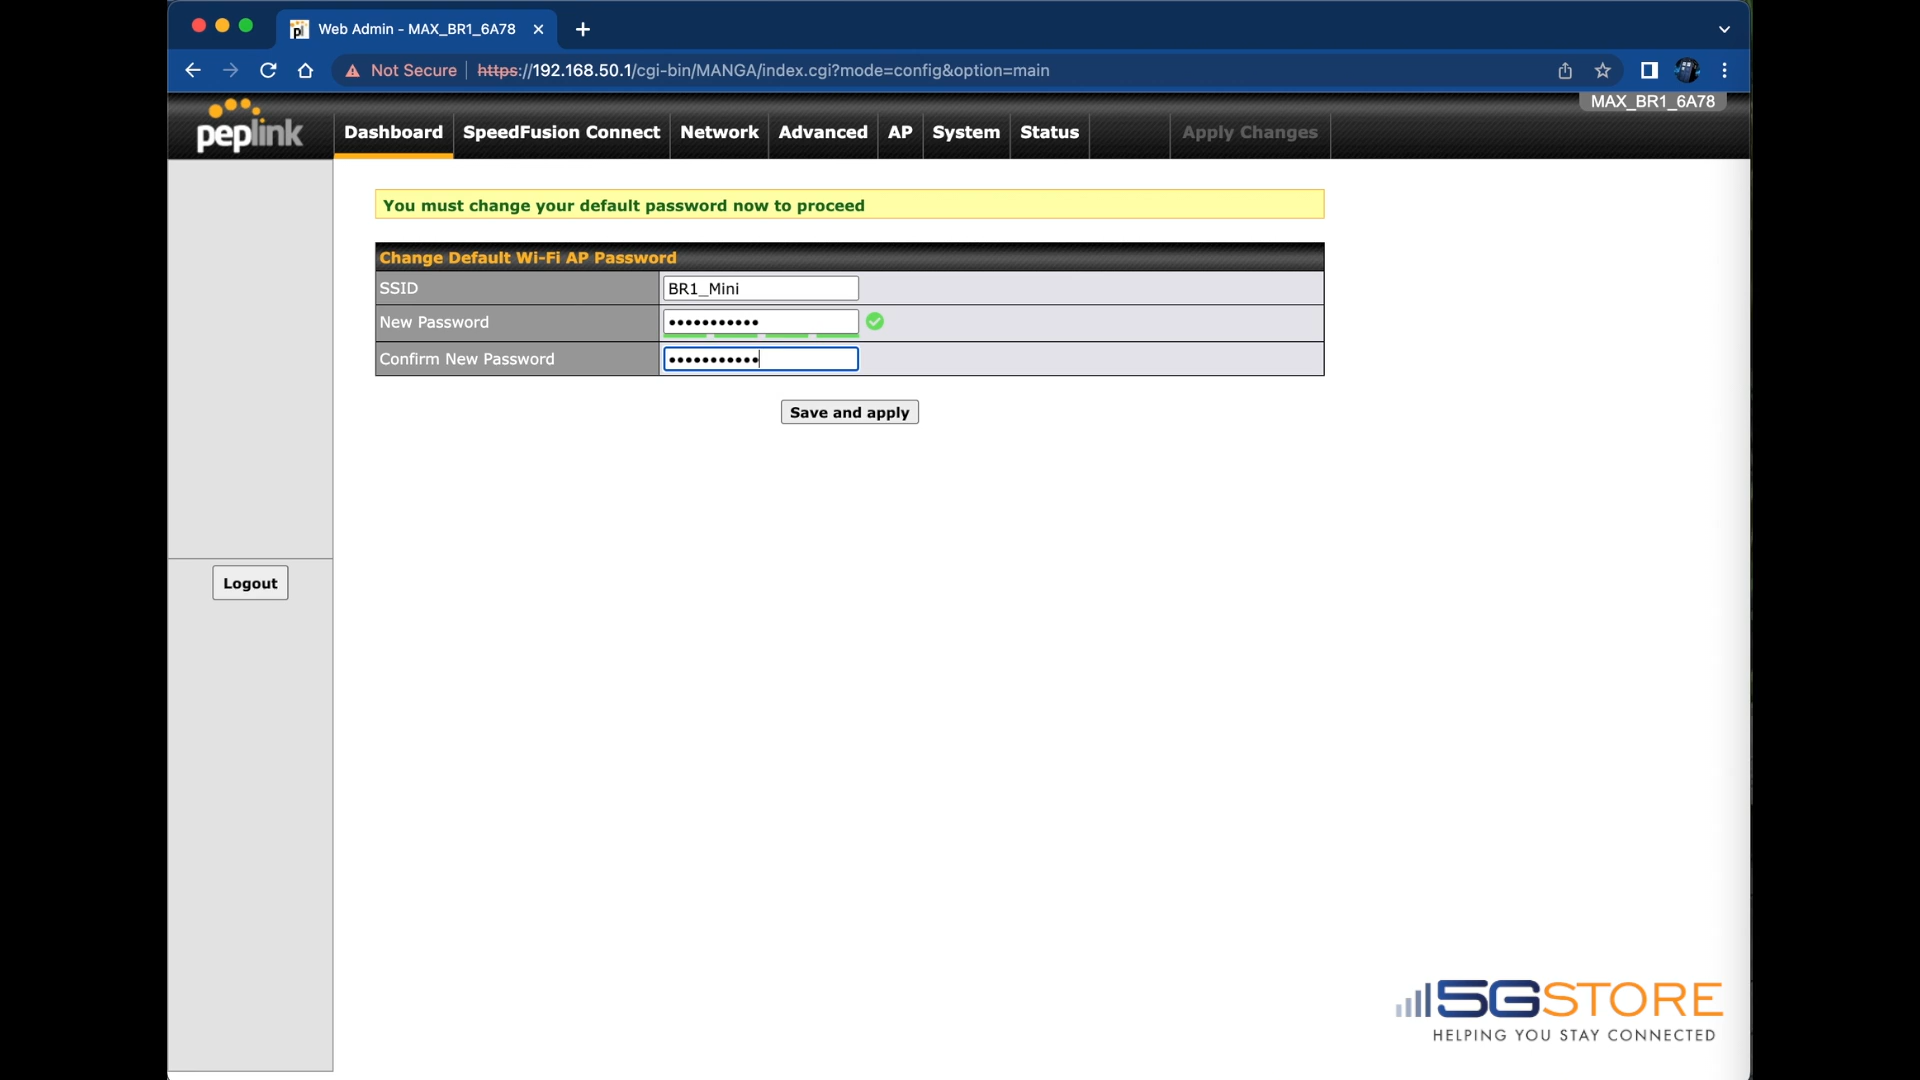 Web Admin - MAX_BR1_6A78
Not Secure https://192.168.50.1/cgi-bin/MANGA/index.cgi?mode=config&option=main
MAX_BR1_6A78
peplink Dashboard SpeedFusion Connect Network Advanced AP System Status Apply Changes
You must change your default password now to proceed
Change Default Wi-Fi AP Password
SSID BR1_Mini
New Password •••••••••••
Confirm New Password •••••••••••
Save and apply
Logout
5GSTORE
HELPING YOU STAY CONNECTED